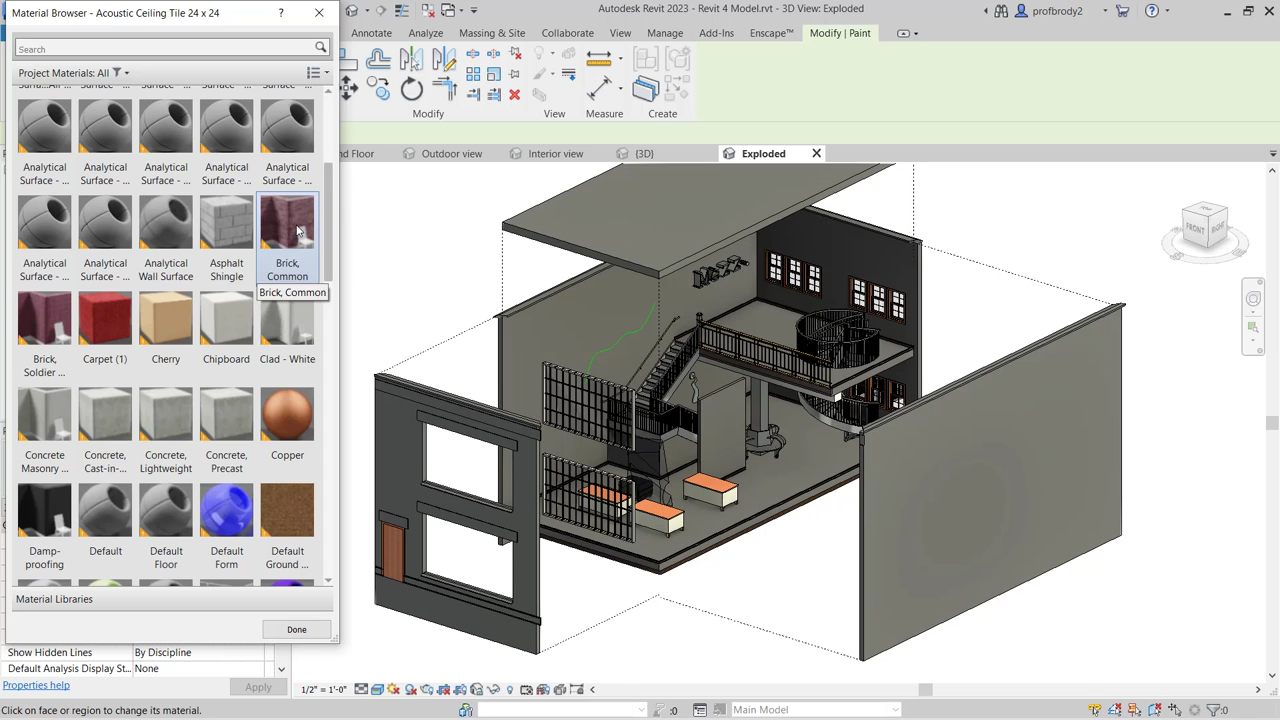 Material Browser - Acoustic Ceiling Tile 24 x 24
?
Autodesk Revit 2023 - Revit 4 Model.rvt - 3D View: Exploded
profbrody2
Annotate
Analyze
Massing & Site
Collaborate
View
Manage
Add-Ins
Enscape™
Modify | Paint
Search
Project Materials: All
Modify
View
Measure
Create
nd Floor
Outdoor view
Interior view
{3D}
Exploded
Analytical Surface - ...
Analytical Surface - ...
Analytical Surface - ...
Analytical Surface - ...
Analytical Surface - ...
Analytical Surface - ...
Analytical Surface - ...
Analytical Wall Surface
Asphalt Shingle
Brick, Common
Brick, Common
Brick, Soldier ...
Carpet (1)
Cherry
Chipboard
Clad - White
Concrete Masonry ...
Concrete, Cast-in-...
Concrete, Lightweight
Concrete, Precast
Copper
Damp-proofing
Default
Default Floor
Default Form
Default Ground ...
Material Libraries
Done
TOP
FRONT
RIGHT
Show Hidden Lines
By Discipline
Default Analysis Display St...
None
Properties help
Apply
1/2" = 1'-0"
Click on face or region to change its material.
:0
Main Model
:0